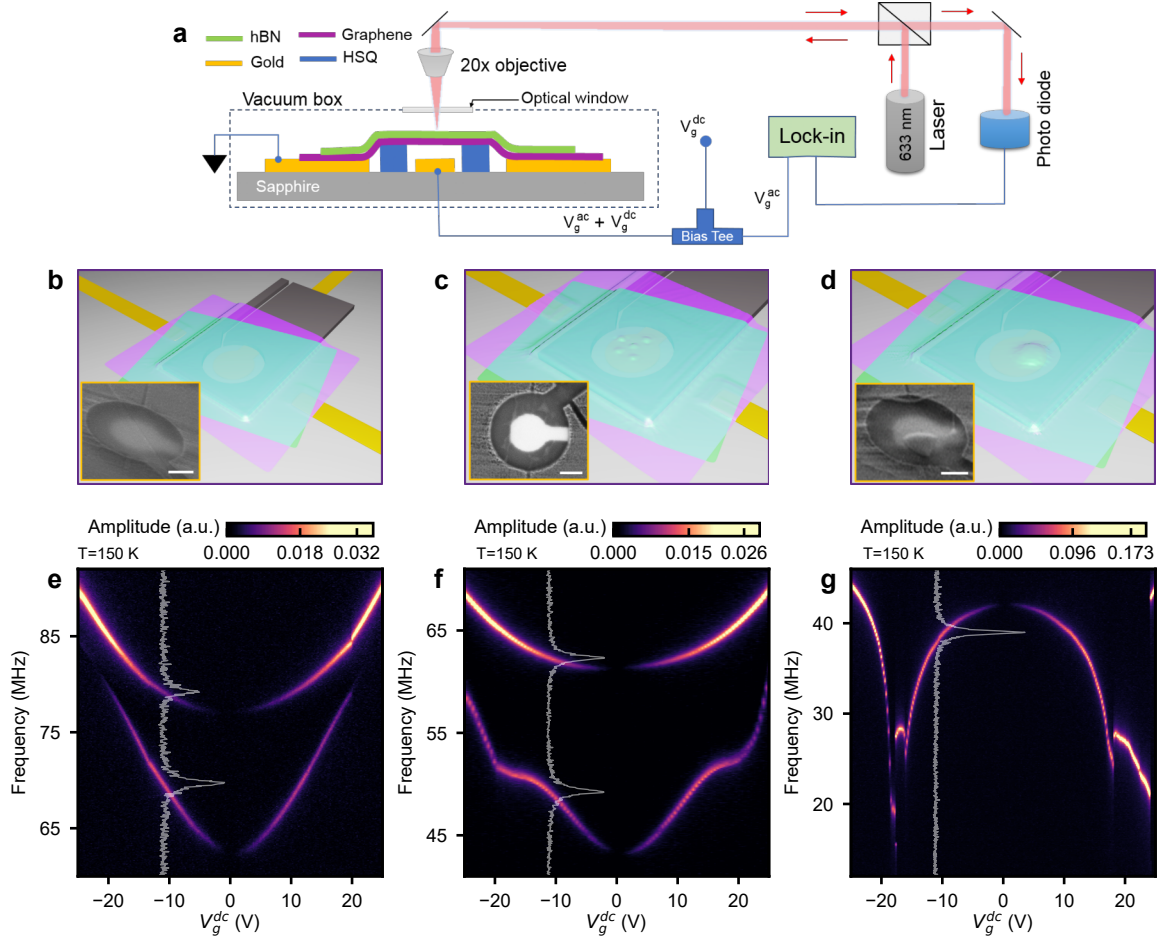 a
hBN
Graphene
Gold
HSQ
20x objective
Vacuum box
Optical window
V_g^dc
Lock-in
633 nm
Laser
Photo diode
Sapphire
V_g^ac + V_g^dc
V_g^ac
Bias Tee
b
c
d
Amplitude (a.u.)
T=150 K
0.000 0.018 0.032
Amplitude (a.u.)
T=150 K
0.000 0.015 0.026
Amplitude (a.u.)
T=150 K
0.000 0.096 0.173
e
Frequency (MHz)
85
75
65
−20 −10 0 10 20
V_g^dc (V)
f
Frequency (MHz)
65
55
45
−20 −10 0 10 20
V_g^dc (V)
g
Frequency (MHz)
40
30
20
−20 −10 0 10 20
V_g^dc (V)